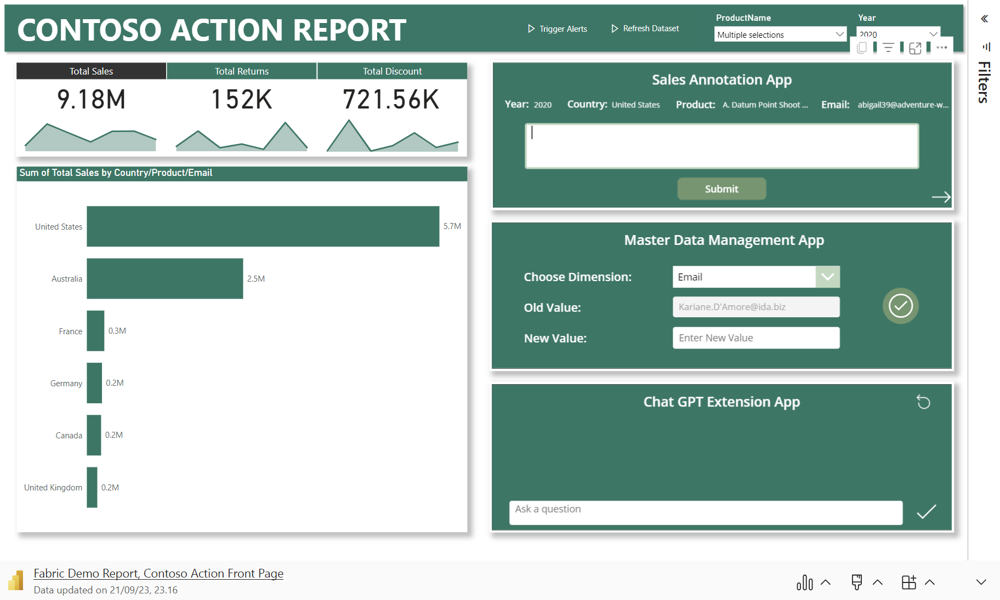 CONTOSO ACTION REPORT
Trigger Alerts
Refresh Dataset
ProductName
Multiple selections
Year
2020
Filters
Total Sales
Total Returns
Total Discount
9.18M
152K
721.56K
Sum of Total Sales by Country/Product/Email
United States
5.7M
Australia
2.5M
France
0.3M
Germany
0.2M
Canada
0.2M
United Kingdom
0.2M
Sales Annotation App
Year: 2020 Country: United States Product: A. Datum Point Shoot ... Email: abigail39@adventure-w...
Submit
Master Data Management App
Choose Dimension:
Email
Old Value:
Kariane.D'Amore@ida.biz
New Value:
Enter New Value
Chat GPT Extension App
Ask a question
Fabric Demo Report, Contoso Action Front Page
Data updated on 21/09/23, 23.16